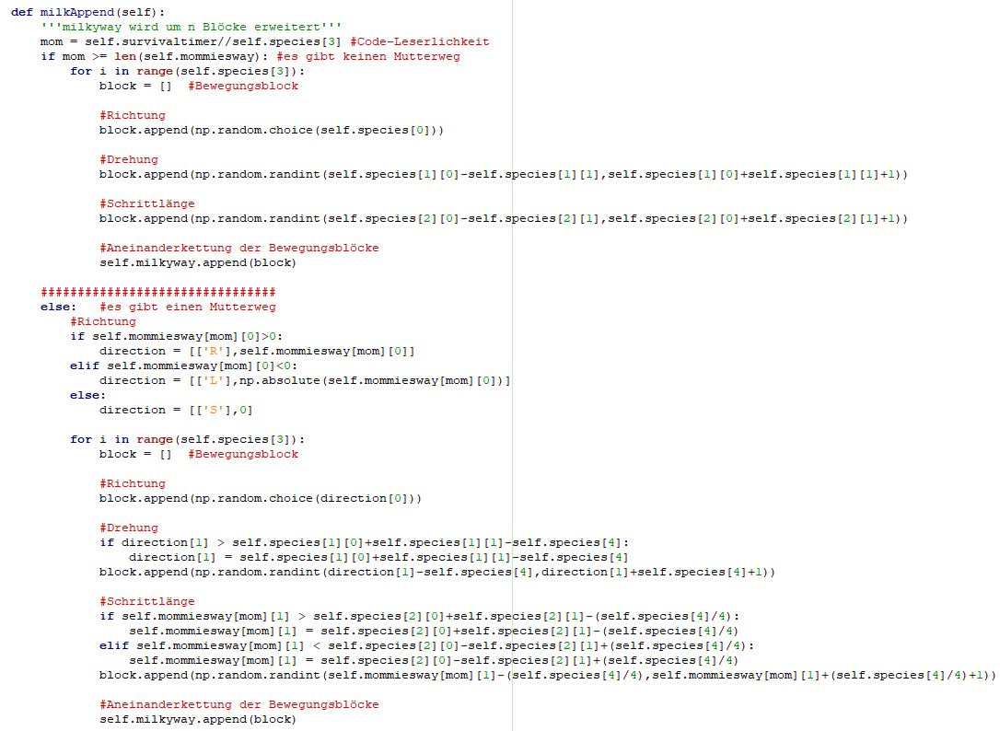 def milkAppend(self):
    '''milkyway wird um n Blöcke erweitert'''
    mom = self.survivaltimer//self.species[3] #Code-Leserlichkeit
    if mom >= len(self.mommiesway): #es gibt keinen Mutterweg
        for i in range(self.species[3]):
            block = []  #Bewegungsblock

            #Richtung
            block.append(np.random.choice(self.species[0]))

            #Drehung
            block.append(np.random.randint(self.species[1][0]-self.species[1][1],self.species[1][0]+self.species[1][1]+1))

            #Schrittlänge
            block.append(np.random.randint(self.species[2][0]-self.species[2][1],self.species[2][0]+self.species[2][1]+1))

            #Aneinanderkettung der Bewegungsblöcke
            self.milkyway.append(block)

    ################################
    else:   #es gibt einen Mutterweg
        #Richtung
        if self.mommiesway[mom][0]>0:
            direction = [['R'],self.mommiesway[mom][0]]
        elif self.mommiesway[mom][0]<0:
            direction = [['L'],np.absolute(self.mommiesway[mom][0])]
        else:
            direction = [['S'],0]

        for i in range(self.species[3]):
            block = []  #Bewegungsblock

            #Richtung
            block.append(np.random.choice(direction[0]))

            #Drehung
            if direction[1] > self.species[1][0]+self.species[1][1]-self.species[4]:
                direction[1] = self.species[1][0]+self.species[1][1]-self.species[4]
            block.append(np.random.randint(direction[1]-self.species[4],direction[1]+self.species[4]+1))

            #Schrittlänge
            if self.mommiesway[mom][1] > self.species[2][0]+self.species[2][1]-(self.species[4]/4):
                self.mommiesway[mom][1] = self.species[2][0]+self.species[2][1]-(self.species[4]/4)
            elif self.mommiesway[mom][1] < self.species[2][0]-self.species[2][1]+(self.species[4]/4):
                self.mommiesway[mom][1] = self.species[2][0]-self.species[2][1]+(self.species[4]/4)
            block.append(np.random.randint(self.mommiesway[mom][1]-(self.species[4]/4),self.mommiesway[mom][1]+(self.species[4]/4)+1))

            #Aneinanderkettung der Bewegungsblöcke
            self.milkyway.append(block)